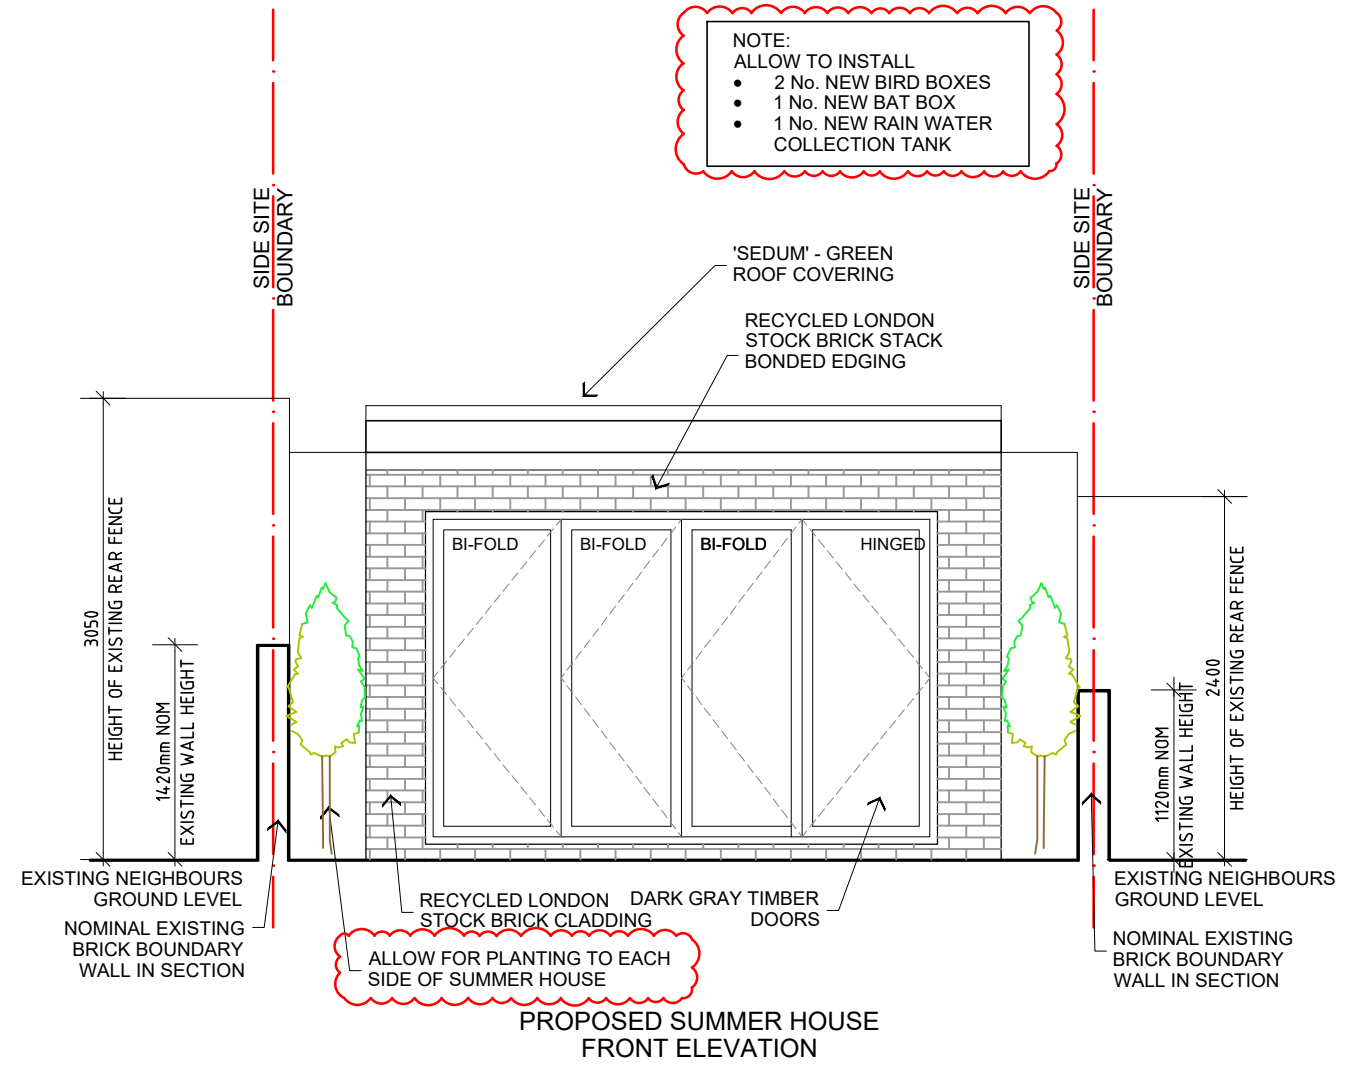 NOTE:
ALLOW TO INSTALL
• 2 No. NEW BIRD BOXES
• 1 No. NEW BAT BOX
• 1 No. NEW RAIN WATER
COLLECTION TANK
SIDE SITE
BOUNDARY
SIDE SITE
BOUNDARY
'SEDUM' - GREEN
ROOF COVERING
RECYCLED LONDON
STOCK BRICK STACK
BONDED EDGING
BI-FOLD
BI-FOLD
BI-FOLD
HINGED
3050
HEIGHT OF EXISTING REAR FENCE
1420mm NOM
EXISTING WALL HEIGHT
1120mm NOM
EXISTING WALL HEIGHT
2400
HEIGHT OF EXISTING REAR FENCE
EXISTING NEIGHBOURS
GROUND LEVEL
NOMINAL EXISTING
BRICK BOUNDARY
WALL IN SECTION
RECYCLED LONDON
STOCK BRICK CLADDING
DARK GRAY TIMBER
DOORS
EXISTING NEIGHBOURS
GROUND LEVEL
NOMINAL EXISTING
BRICK BOUNDARY
WALL IN SECTION
ALLOW FOR PLANTING TO EACH
SIDE OF SUMMER HOUSE
PROPOSED SUMMER HOUSE
FRONT ELEVATION